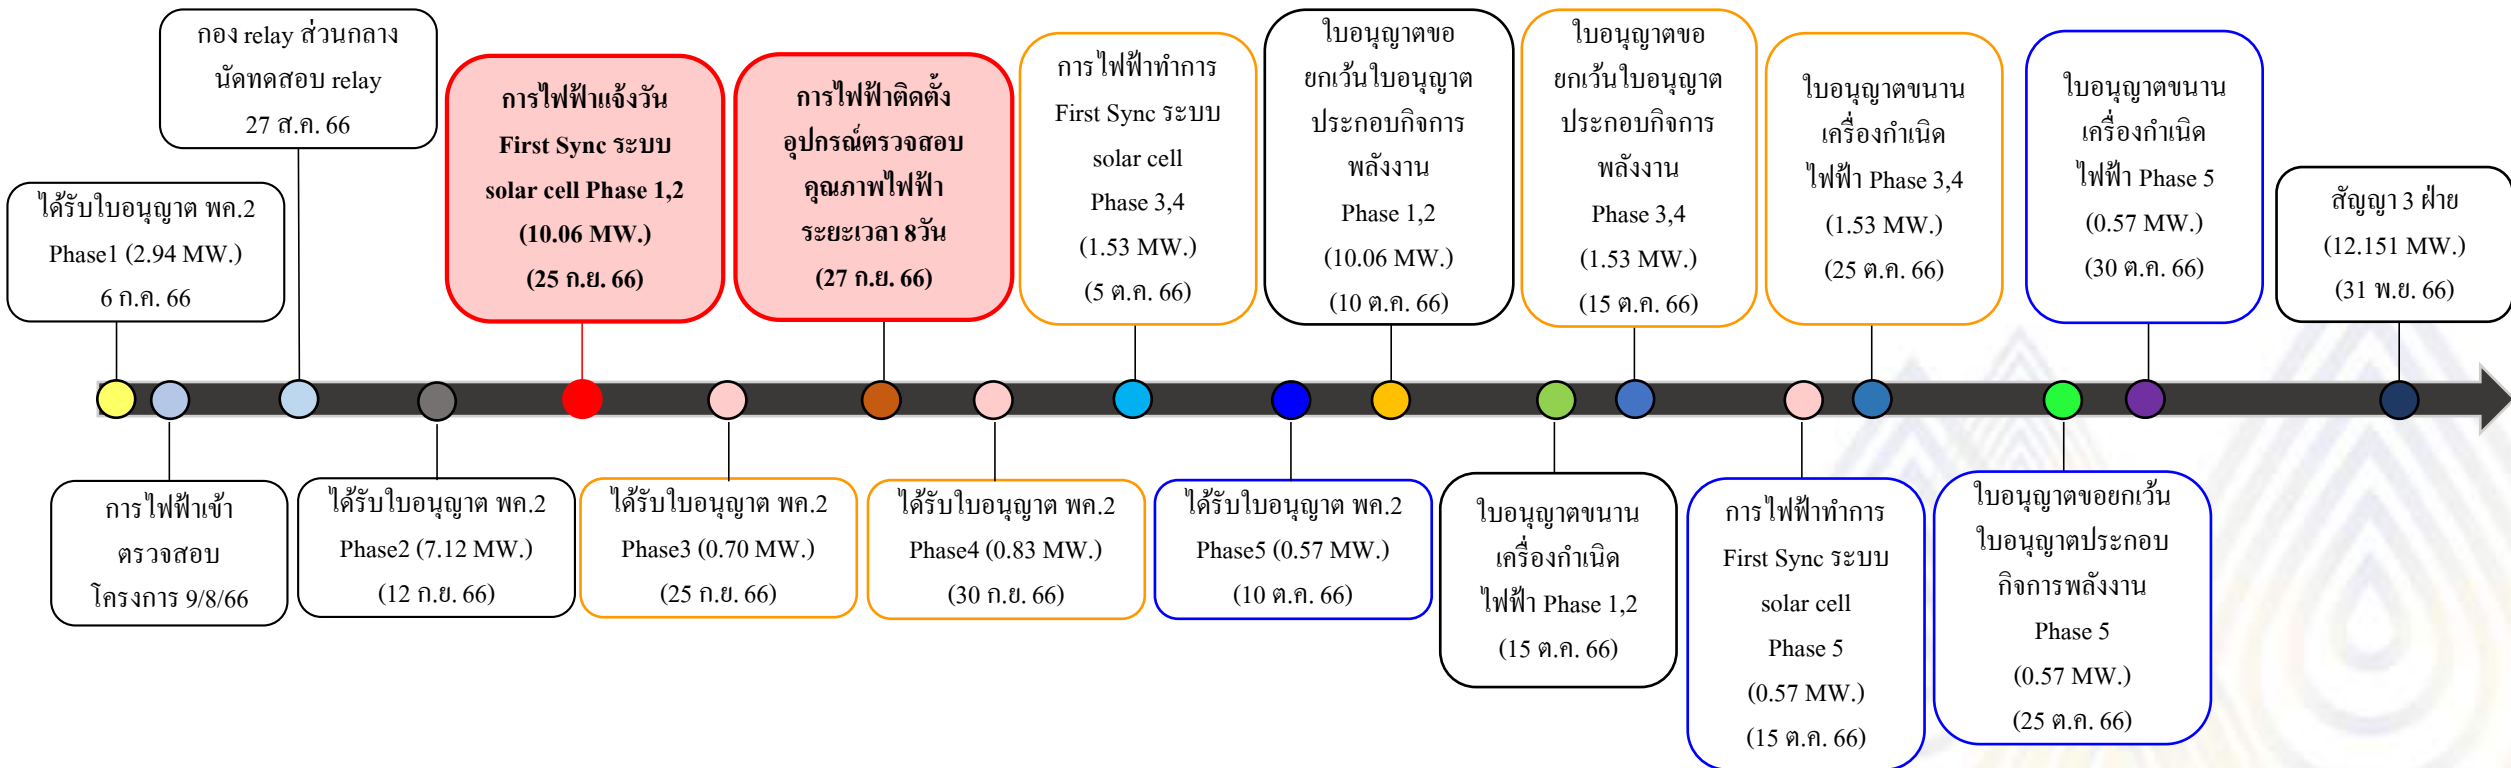 กอง relay ส่วนกลาง
นัดทดสอบ relay
27 ส.ค. 66
การไฟฟ้าแจ้งวัน
First Sync ระบบ
solar cell Phase 1,2
(10.06 MW.)
(25 ก.ย. 66)
การไฟฟ้าติดตั้ง
อุปกรณ์ตรวจสอบ
คุณภาพไฟฟ้า
ระยะเวลา 8วัน
(27 ก.ย. 66)
การไฟฟ้าทำการ
First Sync ระบบ
solar cell
Phase 3,4
(1.53 MW.)
(5 ต.ค. 66)
ใบอนุญาตขอ
ยกเว้นใบอนุญาต
ประกอบกิจการ
พลังงาน
Phase 1,2
(10.06 MW.)
(10 ต.ค. 66)
ใบอนุญาตขอ
ยกเว้นใบอนุญาต
ประกอบกิจการ
พลังงาน
Phase 3,4
(1.53 MW.)
(15 ต.ค. 66)
ใบอนุญาตขนาน
เครื่องกำเนิด
ไฟฟ้า Phase 3,4
(1.53 MW.)
(25 ต.ค. 66)
ใบอนุญาตขนาน
เครื่องกำเนิด
ไฟฟ้า Phase 5
(0.57 MW.)
(30 ต.ค. 66)
สัญญา 3 ฝ่าย
(12.151 MW.)
(31 พ.ย. 66)
ได้รับใบอนุญาต พค.2
Phase1 (2.94 MW.)
6 ก.ค. 66
การไฟฟ้าเข้า
ตรวจสอบ
โครงการ 9/8/66
ได้รับใบอนุญาต พค.2
Phase2 (7.12 MW.)
(12 ก.ย. 66)
ได้รับใบอนุญาต พค.2
Phase3 (0.70 MW.)
(25 ก.ย. 66)
ได้รับใบอนุญาต พค.2
Phase4 (0.83 MW.)
(30 ก.ย. 66)
ได้รับใบอนุญาต พค.2
Phase5 (0.57 MW.)
(10 ต.ค. 66)
ใบอนุญาตขนาน
เครื่องกำเนิด
ไฟฟ้า Phase 1,2
(15 ต.ค. 66)
การไฟฟ้าทำการ
First Sync ระบบ
solar cell
Phase 5
(0.57 MW.)
(15 ต.ค. 66)
ใบอนุญาตขอยกเว้น
ใบอนุญาตประกอบ
กิจการพลังงาน
Phase 5
(0.57 MW.)
(25 ต.ค. 66)